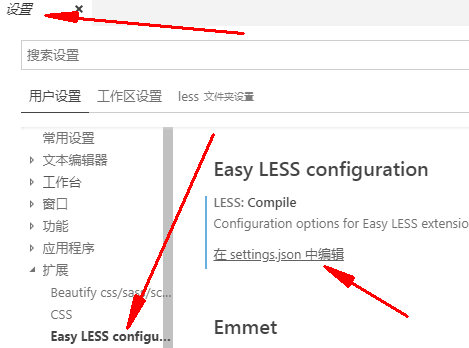 设置
搜索设置
用户设置 工作区设置 less 文件夹设置
常用设置
文本编辑器
工作台
窗口
功能
应用程序
扩展
Beautify css/sass/sc...
CSS
Easy LESS configu...
Easy LESS configuration
LESS: Compile
Configuration options for Easy LESS extensio
在 settings.json 中编辑
Emmet